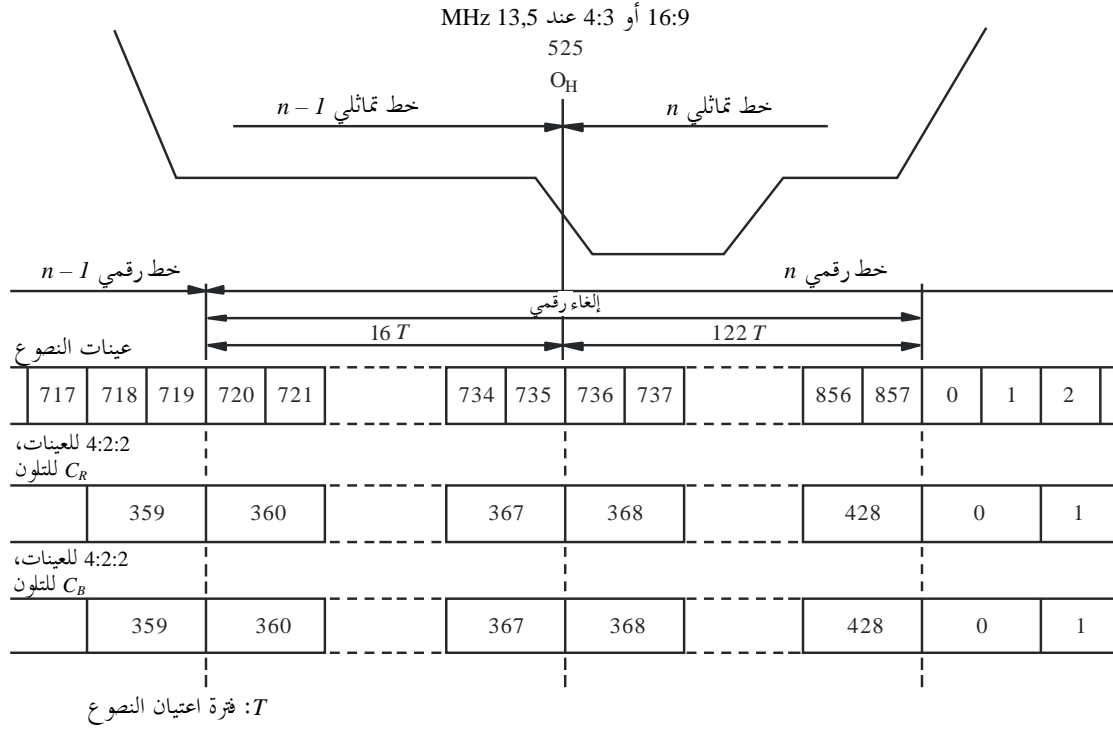 16:9 أو 4:3 عند 13,5 MHz
525
O_H
خط تماثلي n – 1
خط تماثلي n
خط رقمي n – 1
خط رقمي n
إلغاء رقمي
16 T
122 T
عينات النصوع
717 718 719 720 721 734 735 736 737 856 857 0 1 2
4:2:2 للعينات،
C_R للتلون
359 360 367 368 428 0 1
4:2:2 للعينات،
C_B للتلون
359 360 367 368 428 0 1
T: فترة اعتيان النصوع